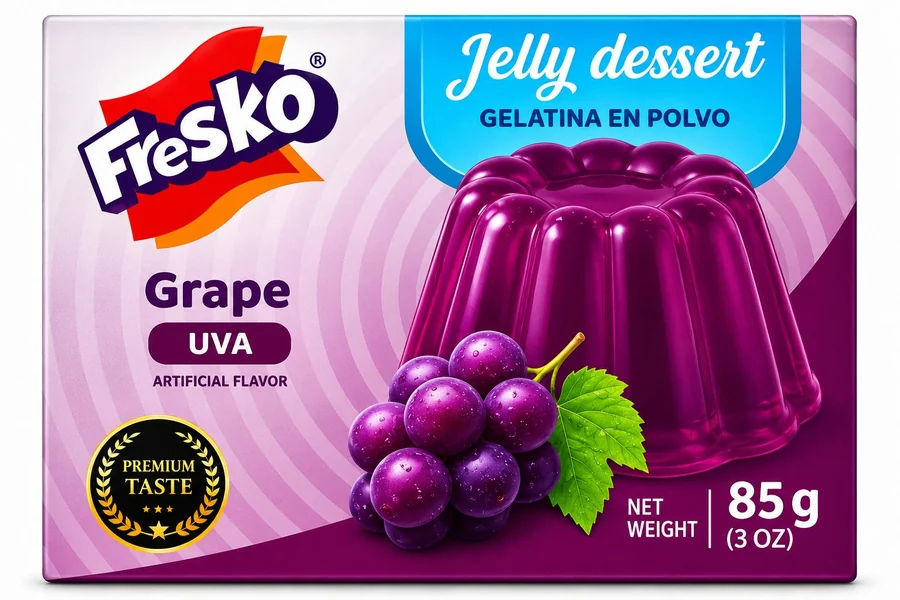 Fresko®
Jelly dessert
GELATINA EN POLVO
Grape
UVA
ARTIFICIAL FLAVOR
PREMIUM
TASTE
NET
WEIGHT
85 g
(3 OZ)